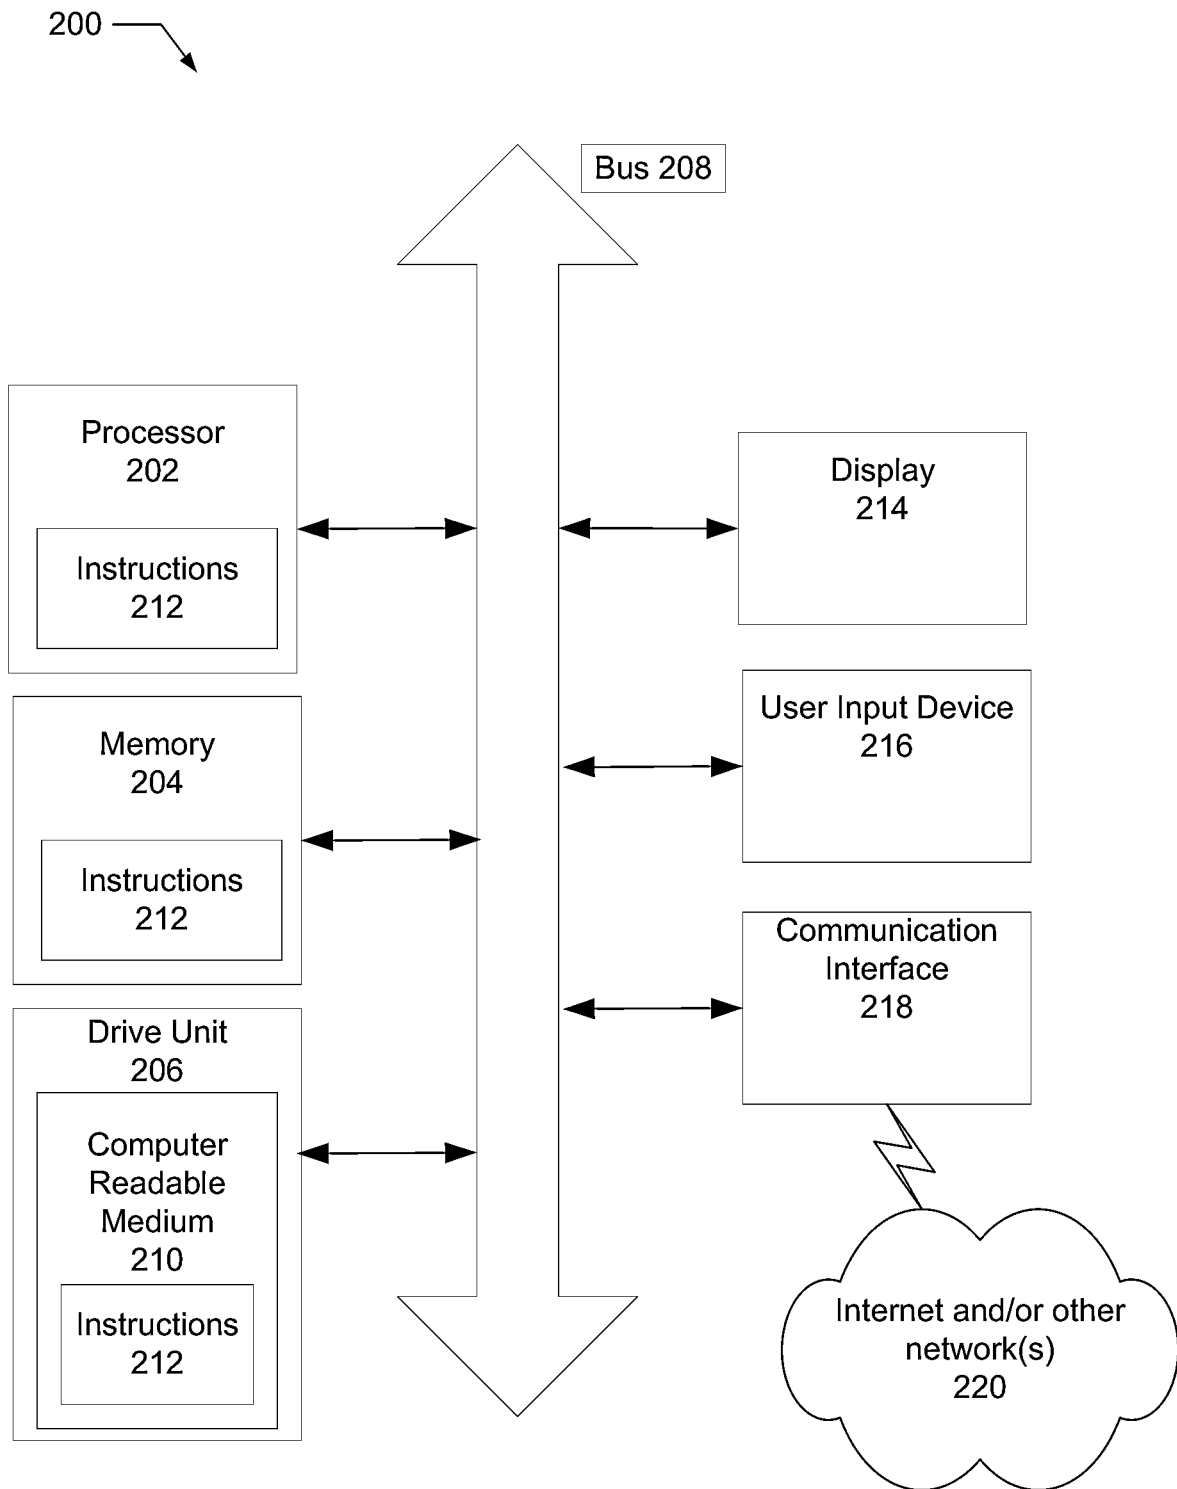 200
Bus 208
Processor
202
Instructions
212
Memory
204
Instructions
212
Drive Unit
206
Computer
Readable
Medium
210
Instructions
212
Display
214
User Input Device
216
Communication
Interface
218
Internet and/or other
network(s)
220